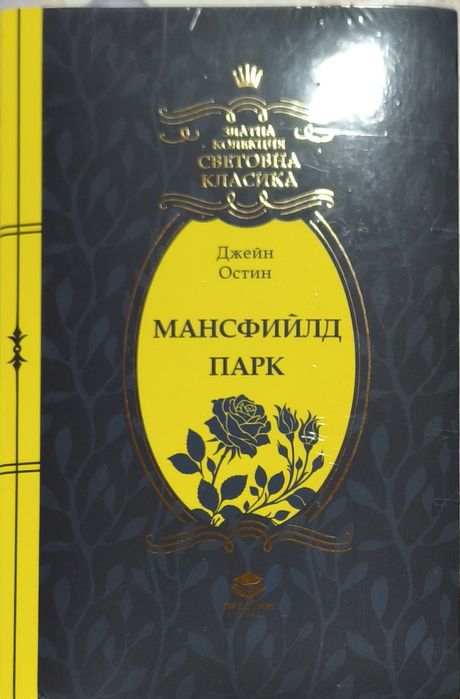 ЗЛАТНА
КОЛЕКЦИЯ
СВЕТОВНА
КЛАСИКА
Джейн
Остин
МАНСФИЙЛД
ПАРК